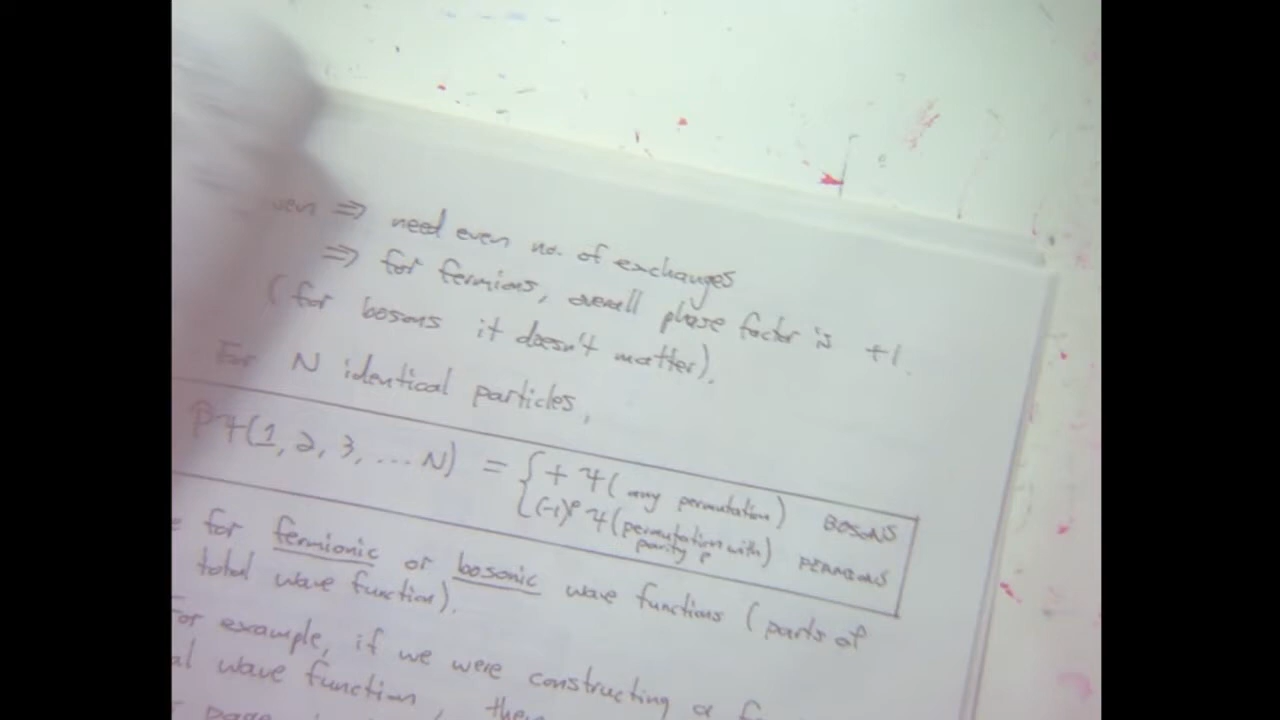 ⇒ need even no. of exchanges
⇒ for fermions, overall phase factor is +1.
(for bosons it doesn't matter).
For N identical particles,
PΨ(1, 2, 3, ... N) = { + Ψ( any permutation) BOSONS
(-1)^p Ψ(permutation with parity p) FERMIONS
for fermionic or bosonic wave functions (parts of
total wave function).
For example, if we were constructing a
wave function,